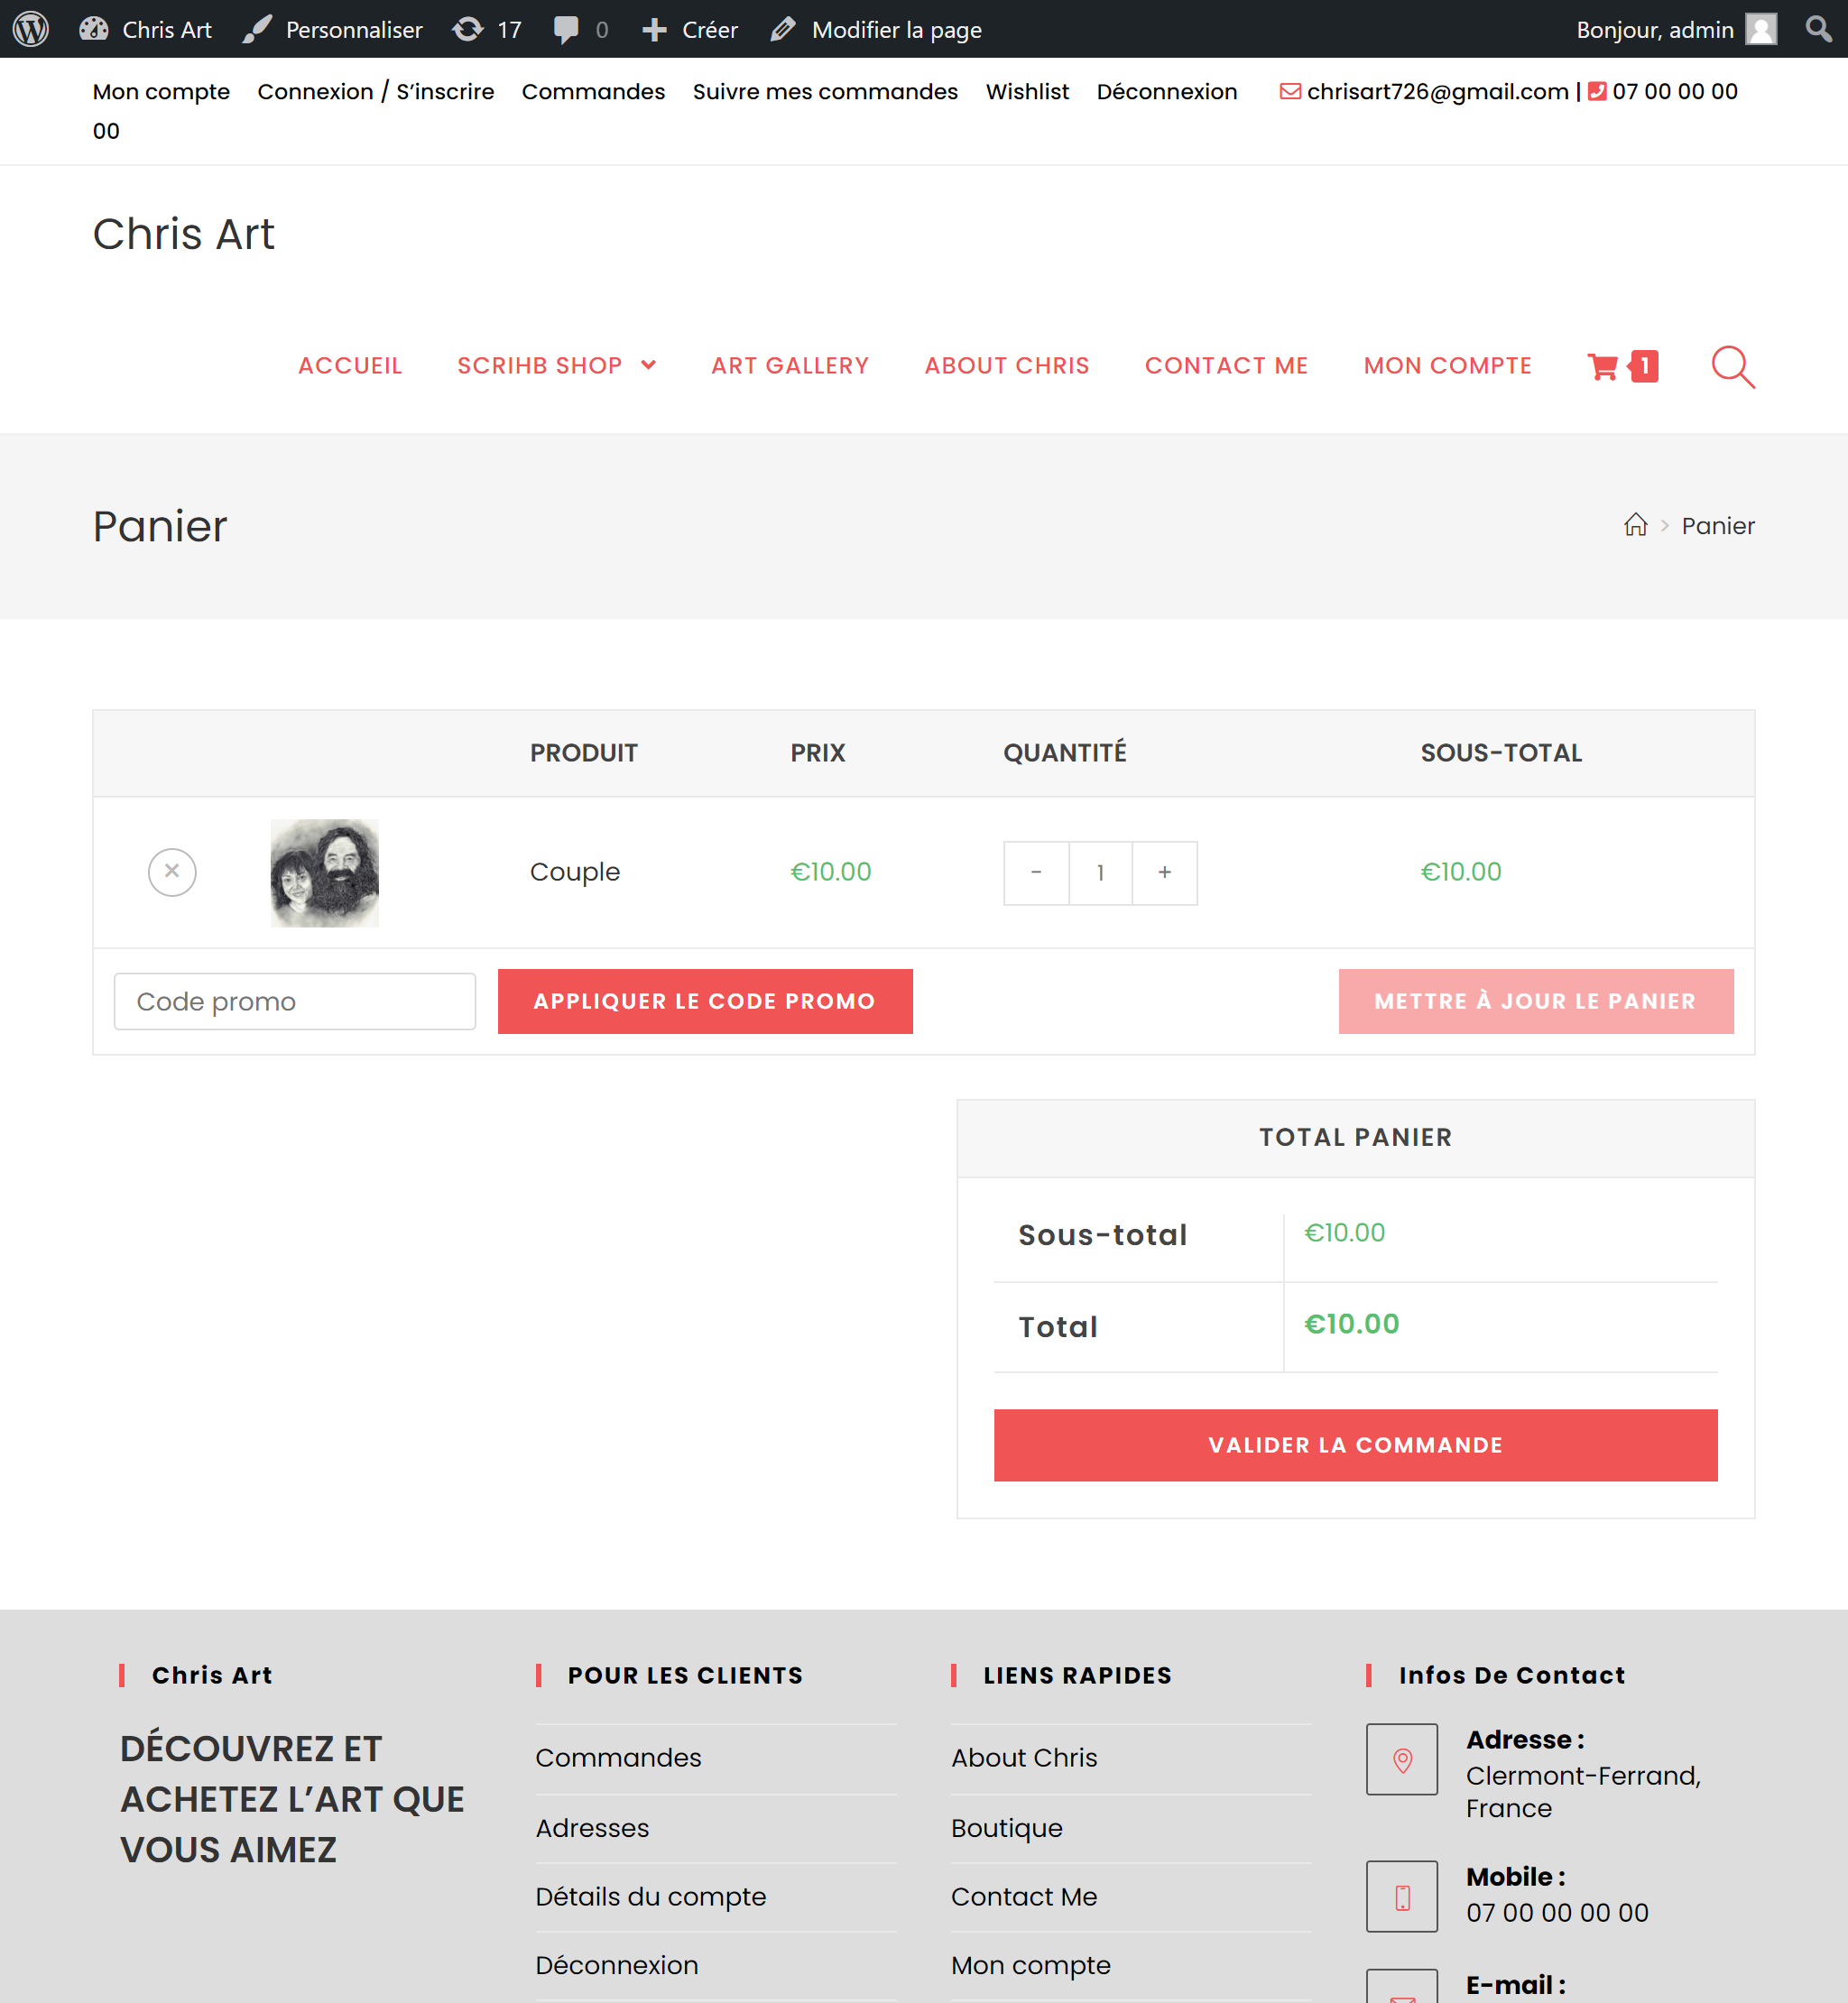 Chris Art Personnaliser 17 0 Créer Modifier la page Bonjour, admin
Mon compte Connexion / S’inscrire Commandes Suivre mes commandes Wishlist Déconnexion chrisart726@gmail.com | 07 00 00 00
00
Chris Art
ACCUEIL SCRIHB SHOP ART GALLERY ABOUT CHRIS CONTACT ME MON COMPTE 1
Panier
> Panier
PRODUIT PRIX QUANTITÉ SOUS-TOTAL
× Couple €10.00 - 1 + €10.00
Code promo APPLIQUER LE CODE PROMO METTRE À JOUR LE PANIER
TOTAL PANIER
Sous-total €10.00
Total €10.00
VALIDER LA COMMANDE
Chris Art
DÉCOUVREZ ET
ACHETEZ L’ART QUE
VOUS AIMEZ
POUR LES CLIENTS
Commandes
Adresses
Détails du compte
Déconnexion
LIENS RAPIDES
About Chris
Boutique
Contact Me
Mon compte
Infos De Contact
Adresse :
Clermont-Ferrand,
France
Mobile :
07 00 00 00 00
E-mail :